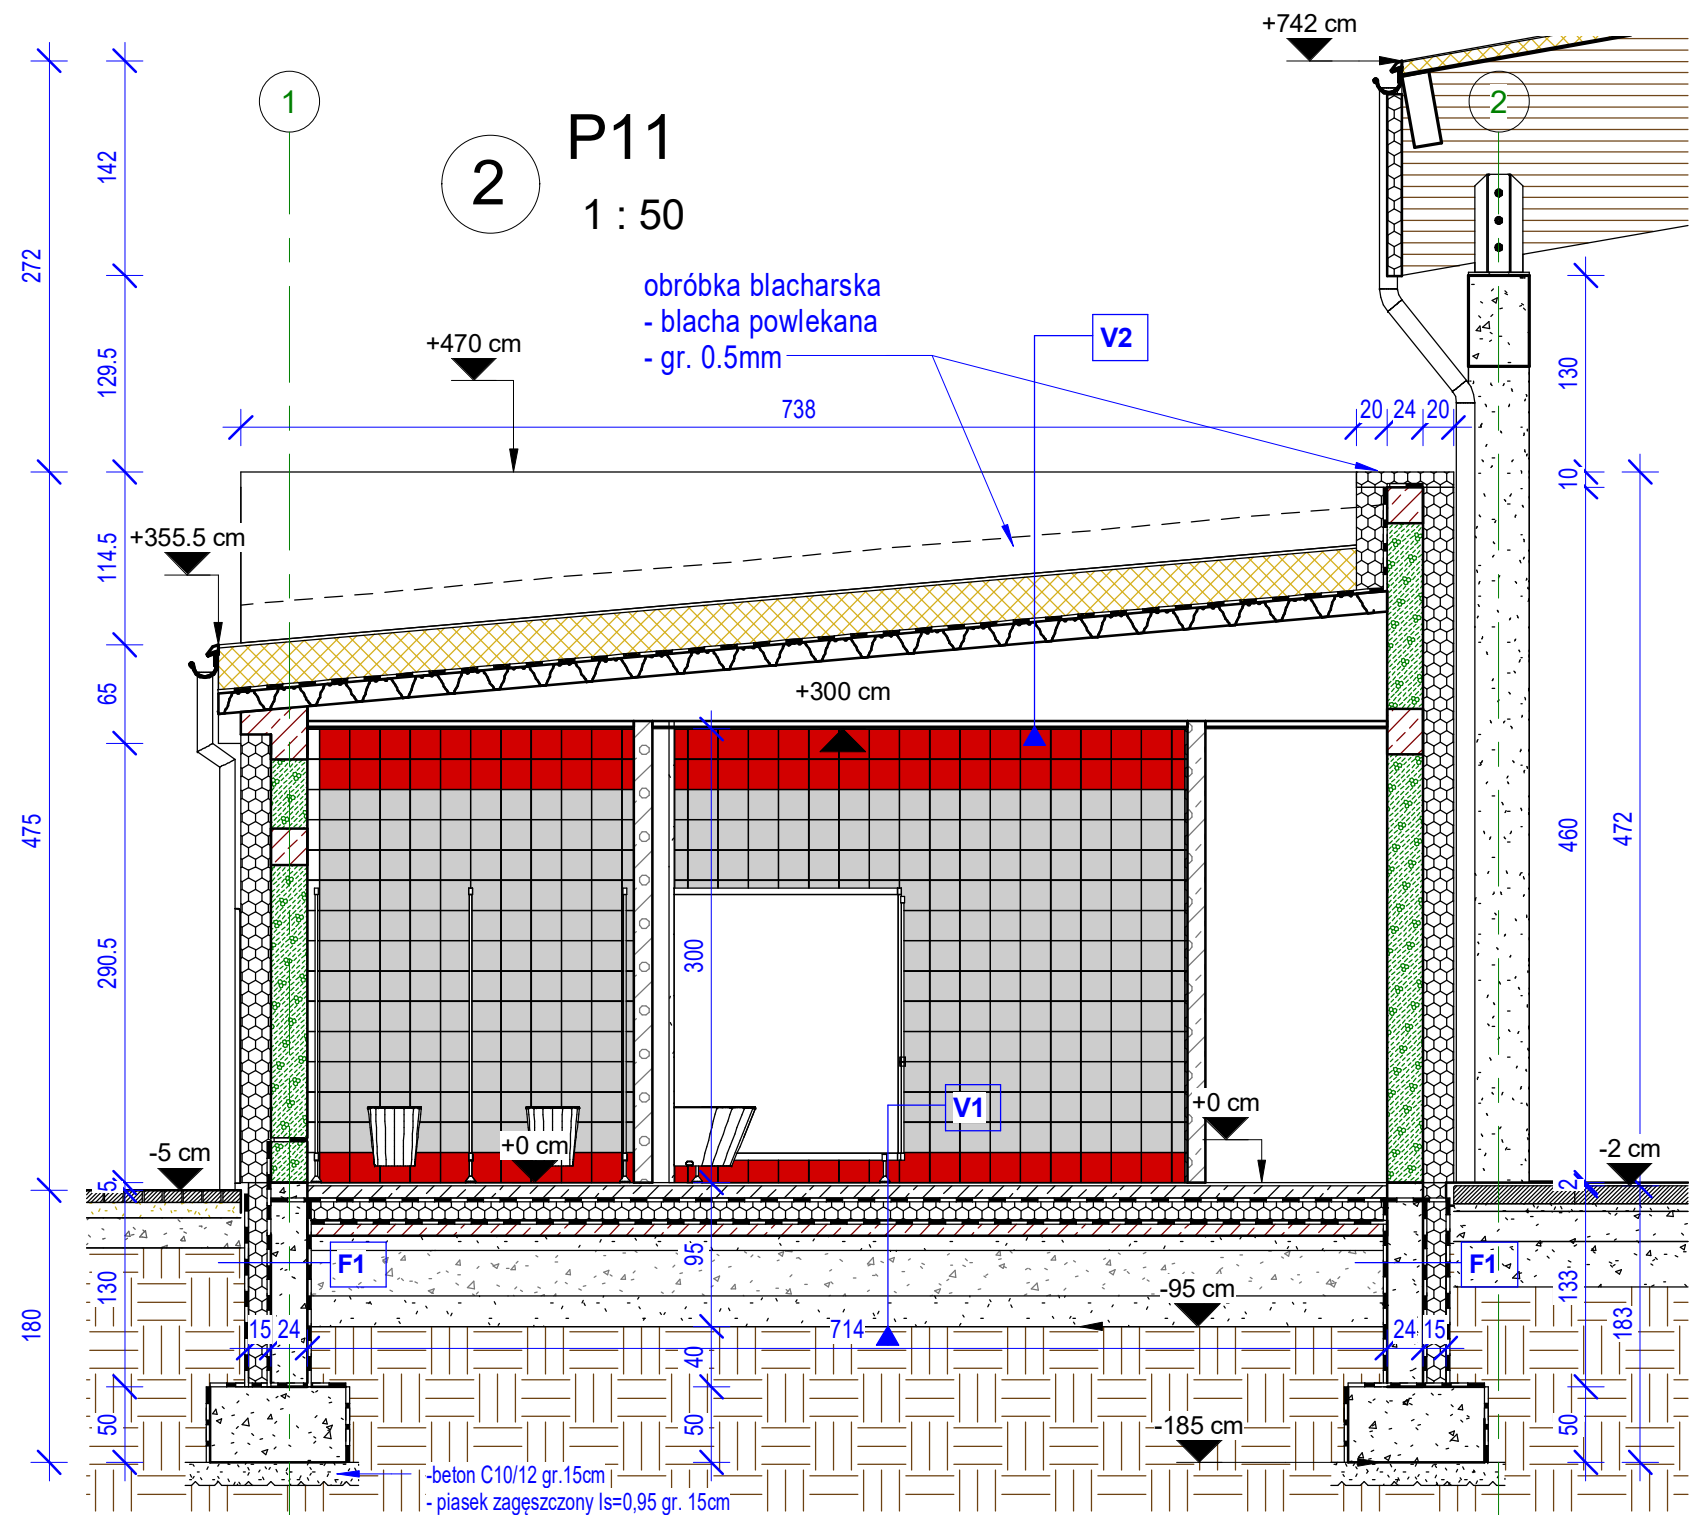 +742 cm
1
2
P11
2
1 : 50
142
272
obróbka blacharska
- blacha powlekana
- gr. 0.5mm
V2
+470 cm
129.5
130
738
20
24
20
10
+355.5 cm
114.5
65
+300 cm
475
460
472
290.5
300
V1
+0 cm
+0 cm
-5 cm
-2 cm
5
2
F1
95
F1
130
-95 cm
133
180
15
24
714
24
15
183
40
50
50
-185 cm
50
-beton C10/12 gr.15cm
- piasek zagęszczony Is=0,95 gr. 15cm